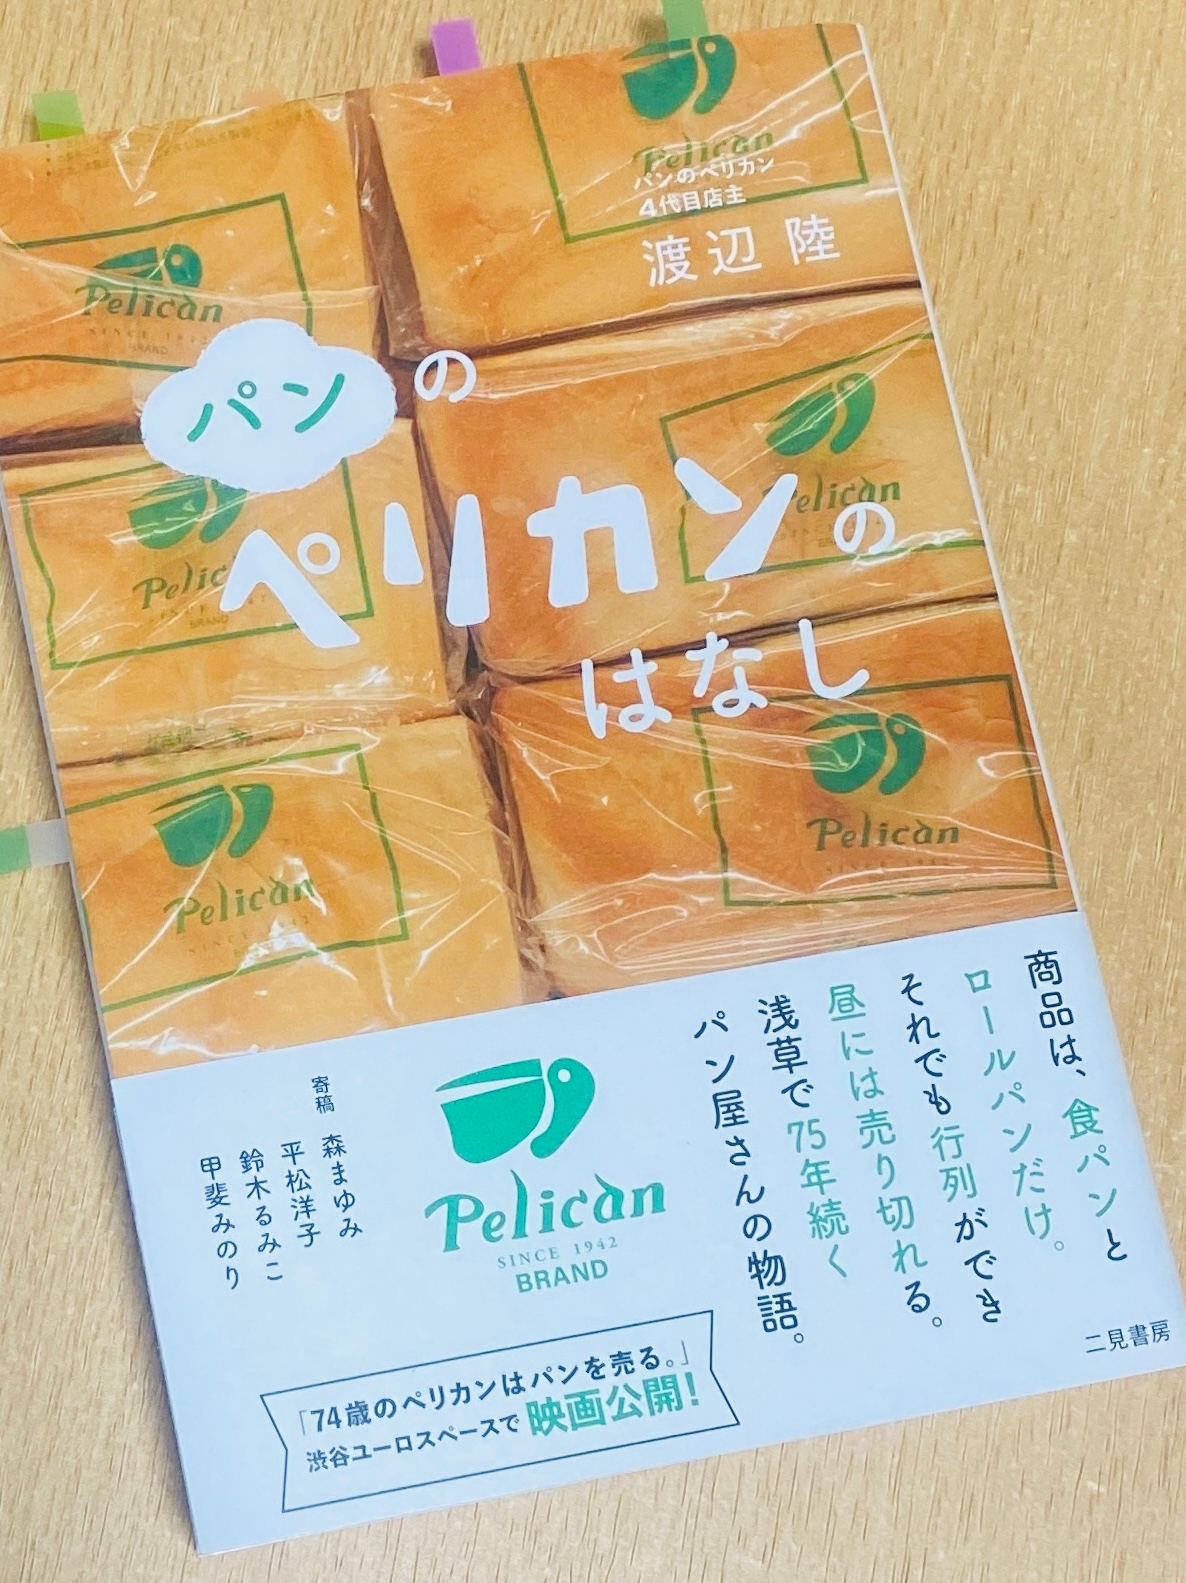 Pelican
パンのペリカン
4代目店主
渡辺 陸
Pelican
SINCE 1942
BRAND
パンの
ペリカンの
はなし
Pelican
Pelic
BRAND
Pelican
Pelican
商品は、食パンと
ロールパンだけ。
それでも行列ができ
昼には売り切れる。
浅草で75年続く
パン屋さんの物語。
Pelican
SINCE 1942
BRAND
寄稿 森まゆみ
平松洋子
鈴木るみこ
甲斐みのり
「74歳のペリカンはパンを売る。」
渋谷ユーロスペースで 映画公開!
二見書房